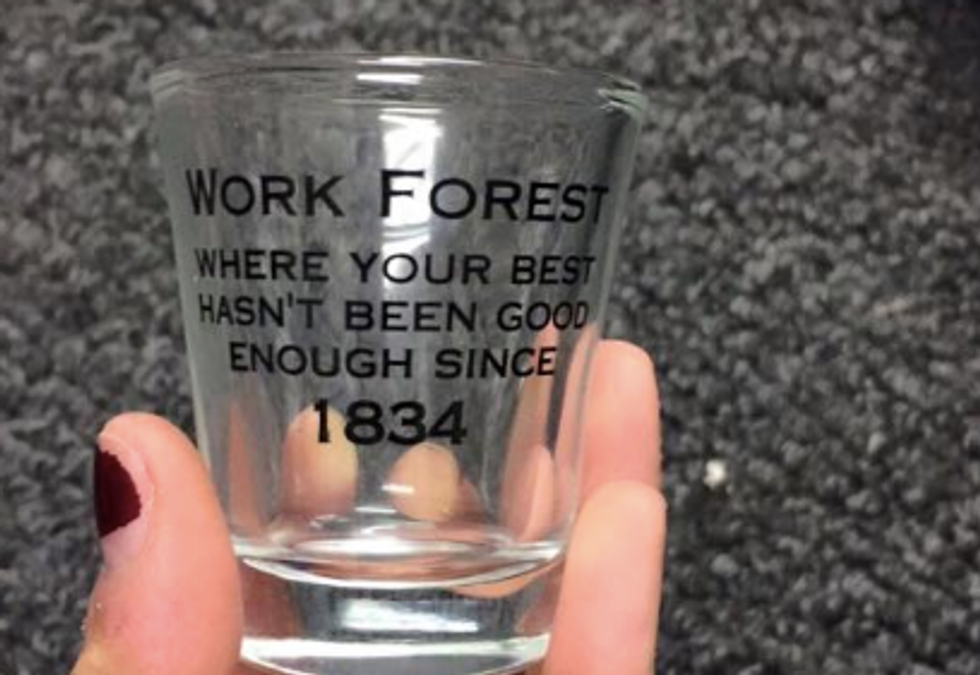 WORK FOREST
WHERE YOUR BEST
HASN'T BEEN GOOD
ENOUGH SINCE
1834